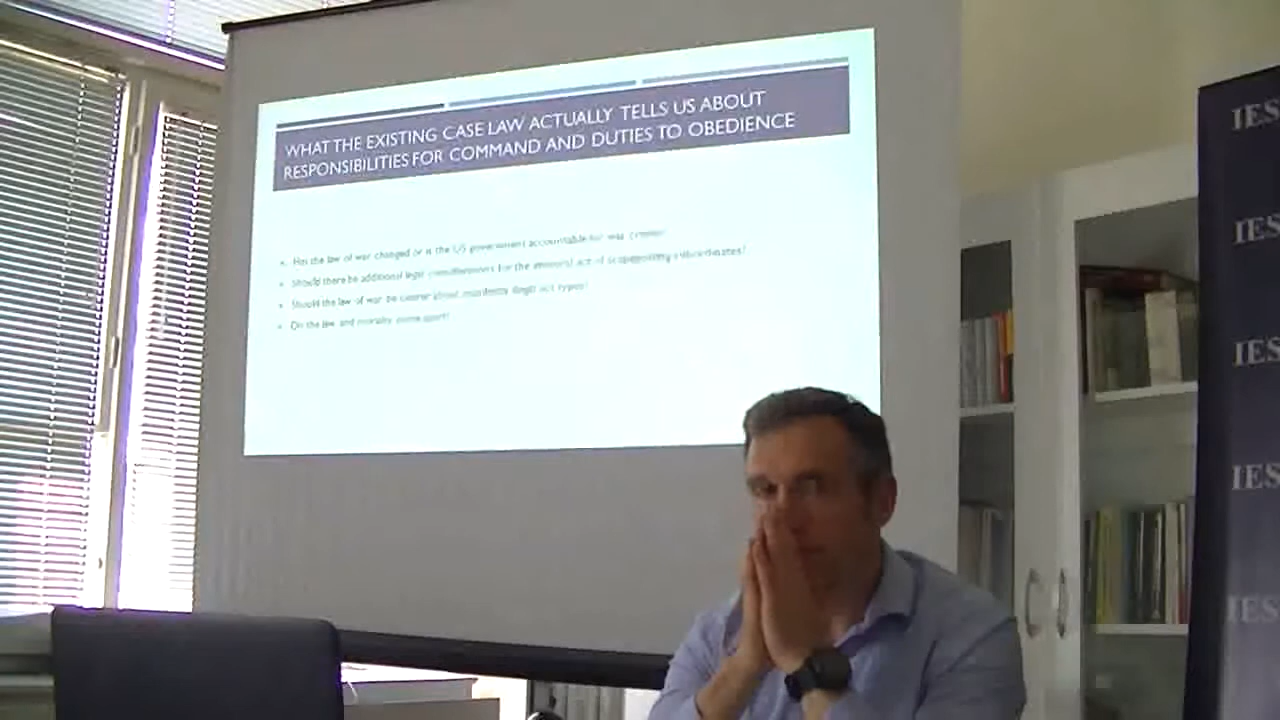 WHAT THE EXISTING CASE LAW ACTUALLY TELLS US ABOUT
RESPONSIBILITIES FOR COMMAND AND DUTIES TO OBEDIENCE
Has the law of war changed or is the US government accountable for war crimes?
Should there be additional legal for the act of scapegoating subordinates?
Should the law of war be clearer about illegal act types?
Do the law and morality come apart?
IES
IES
IES
IES
IES